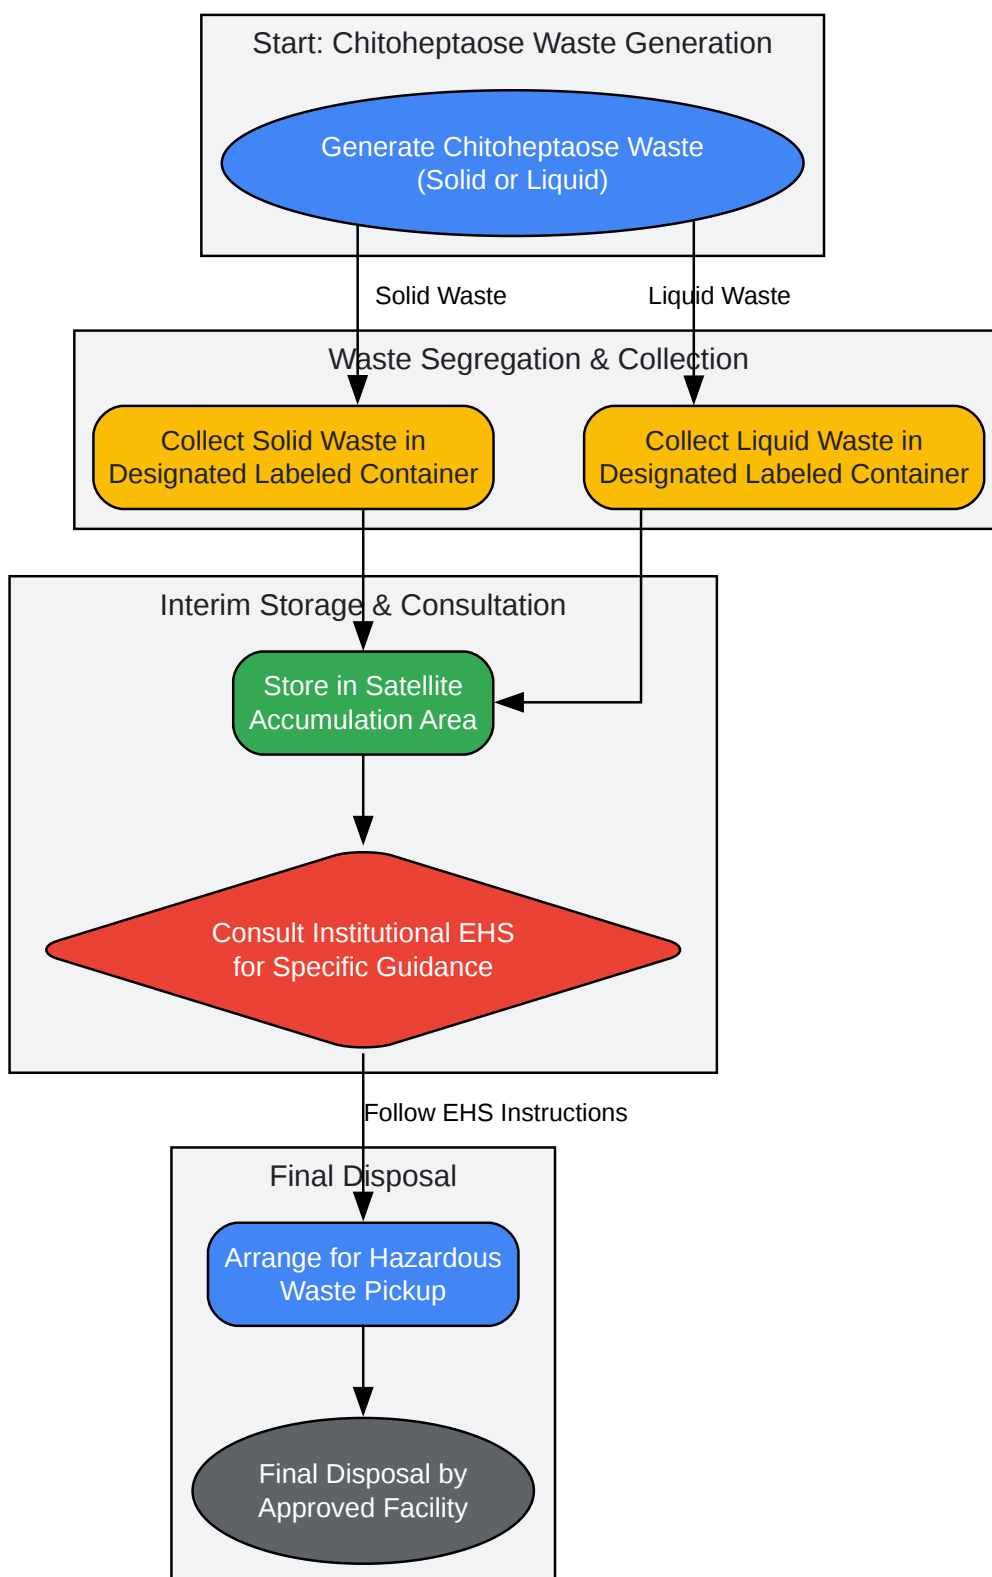 Start: Chitoheptaose Waste Generation
Generate Chitoheptaose Waste
(Solid or Liquid)
Solid Waste
Liquid Waste
Waste Segregation & Collection
Collect Solid Waste in
Designated Labeled Container
Collect Liquid Waste in
Designated Labeled Container
Interim Storage & Consultation
Store in Satellite
Accumulation Area
Consult Institutional EHS
for Specific Guidance
Follow EHS Instructions
Final Disposal
Arrange for Hazardous
Waste Pickup
Final Disposal by
Approved Facility